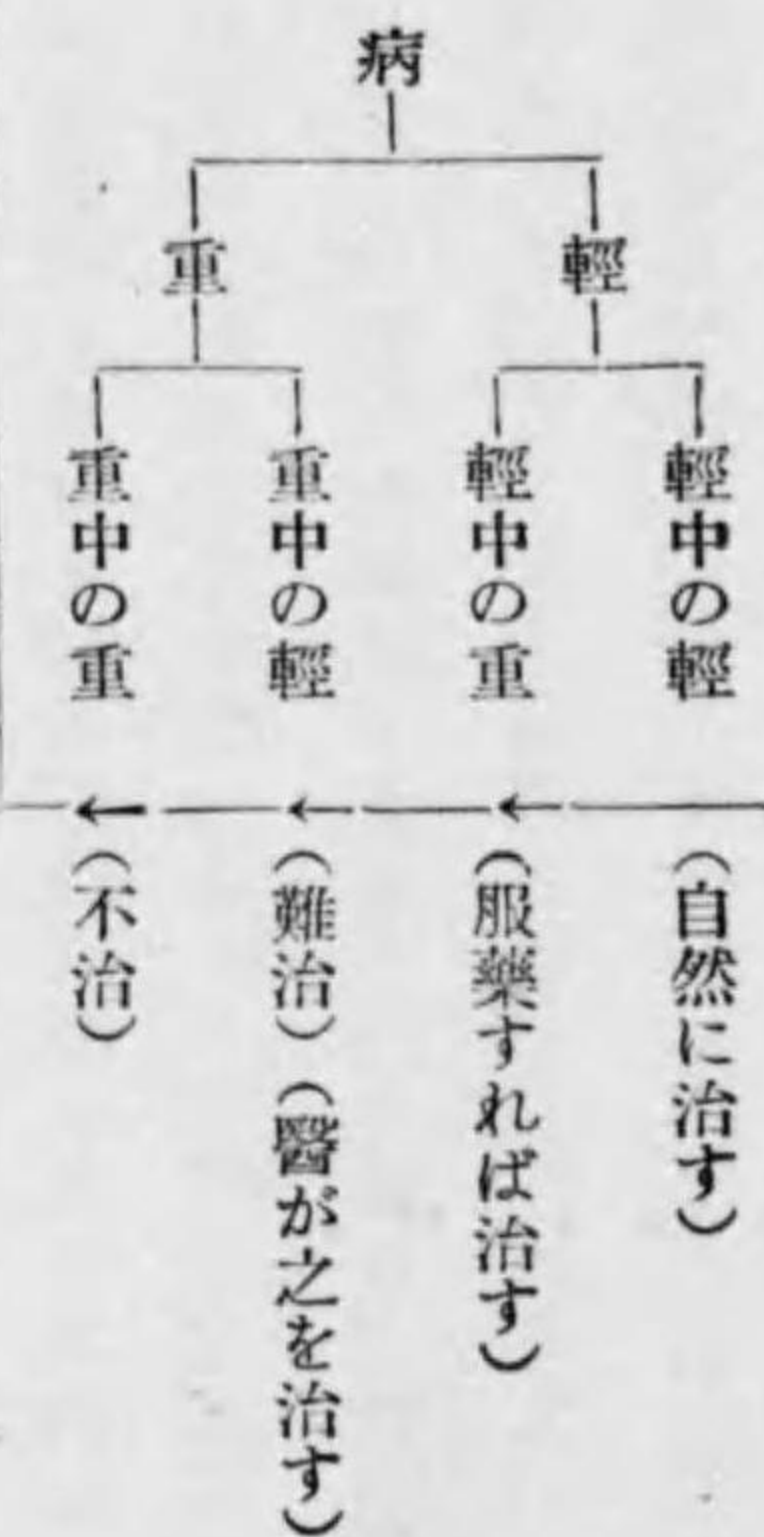 病
輕
輕中の輕
（自然に治す）
輕中の重
（服藥すれば治す）
重
重中の輕
（難治）（醫が之を治す）
重中の重
（不治）